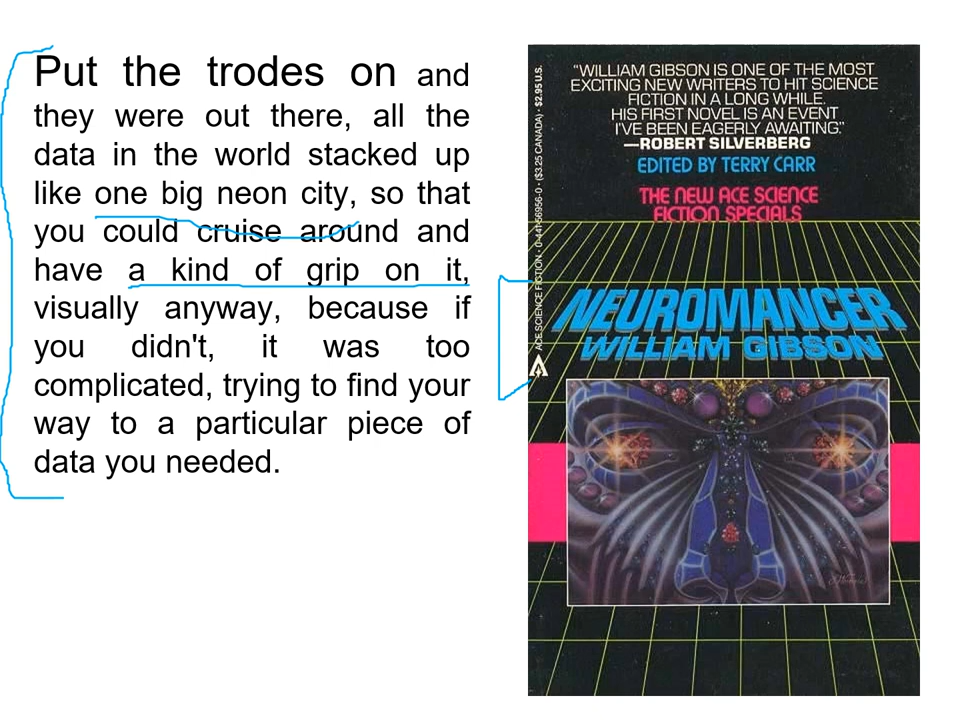 Put the trodes on and
they were out there, all the
data in the world stacked up
like one big neon city, so that
you could cruise around and
have a kind of grip on it,
visually anyway, because if
you didn't, it was too
complicated, trying to find your
way to a particular piece of
data you needed.
"WILLIAM GIBSON IS ONE OF THE MOST
EXCITING NEW WRITERS TO HIT SCIENCE
FICTION IN A LONG WHILE.
HIS FIRST NOVEL IS AN EVENT
I'VE BEEN EAGERLY AWAITING."
—ROBERT SILVERBERG
EDITED BY TERRY CARR
THE NEW ACE SCIENCE
FICTION SPECIALS
ACE SCIENCE FICTION • 0-441-56956-0 • ($3.25 CANADA) • $2.95 U.S.
NEUROMANCER
WILLIAM GIBSON